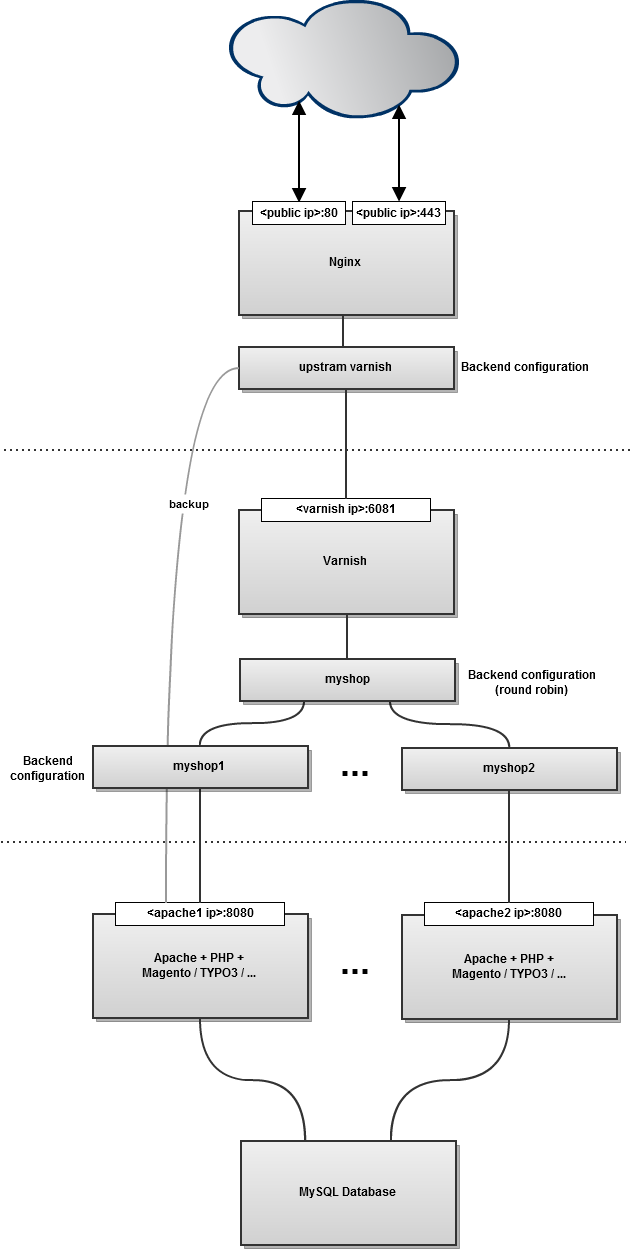 <public ip>:80
<public ip>:443
Nginx
upstram varnish
Backend configuration
backup
<varnish ip>:6081
Varnish
myshop
Backend configuration
(round robin)
Backend
configuration
myshop1
...
myshop2
<apache1 ip>:8080
<apache2 ip>:8080
Apache + PHP +
Magento / TYPO3 / ...
...
Apache + PHP +
Magento / TYPO3 / ...
MySQL Database